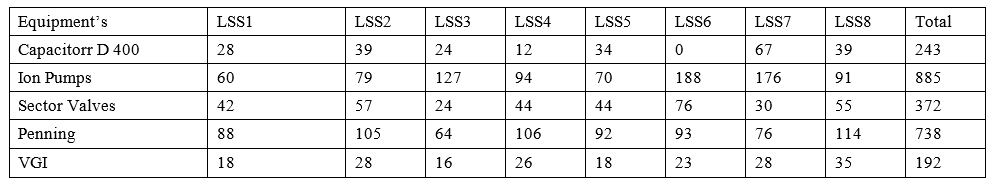 Equipment’s LSS1 LSS2 LSS3 LSS4 LSS5 LSS6 LSS7 LSS8 Total
Capacitorr D 400 28 39 24 12 34 0 67 39 243
Ion Pumps 60 79 127 94 70 188 176 91 885
Sector Valves 42 57 24 44 44 76 30 55 372
Penning 88 105 64 106 92 93 76 114 738
VGI 18 28 16 26 18 23 28 35 192